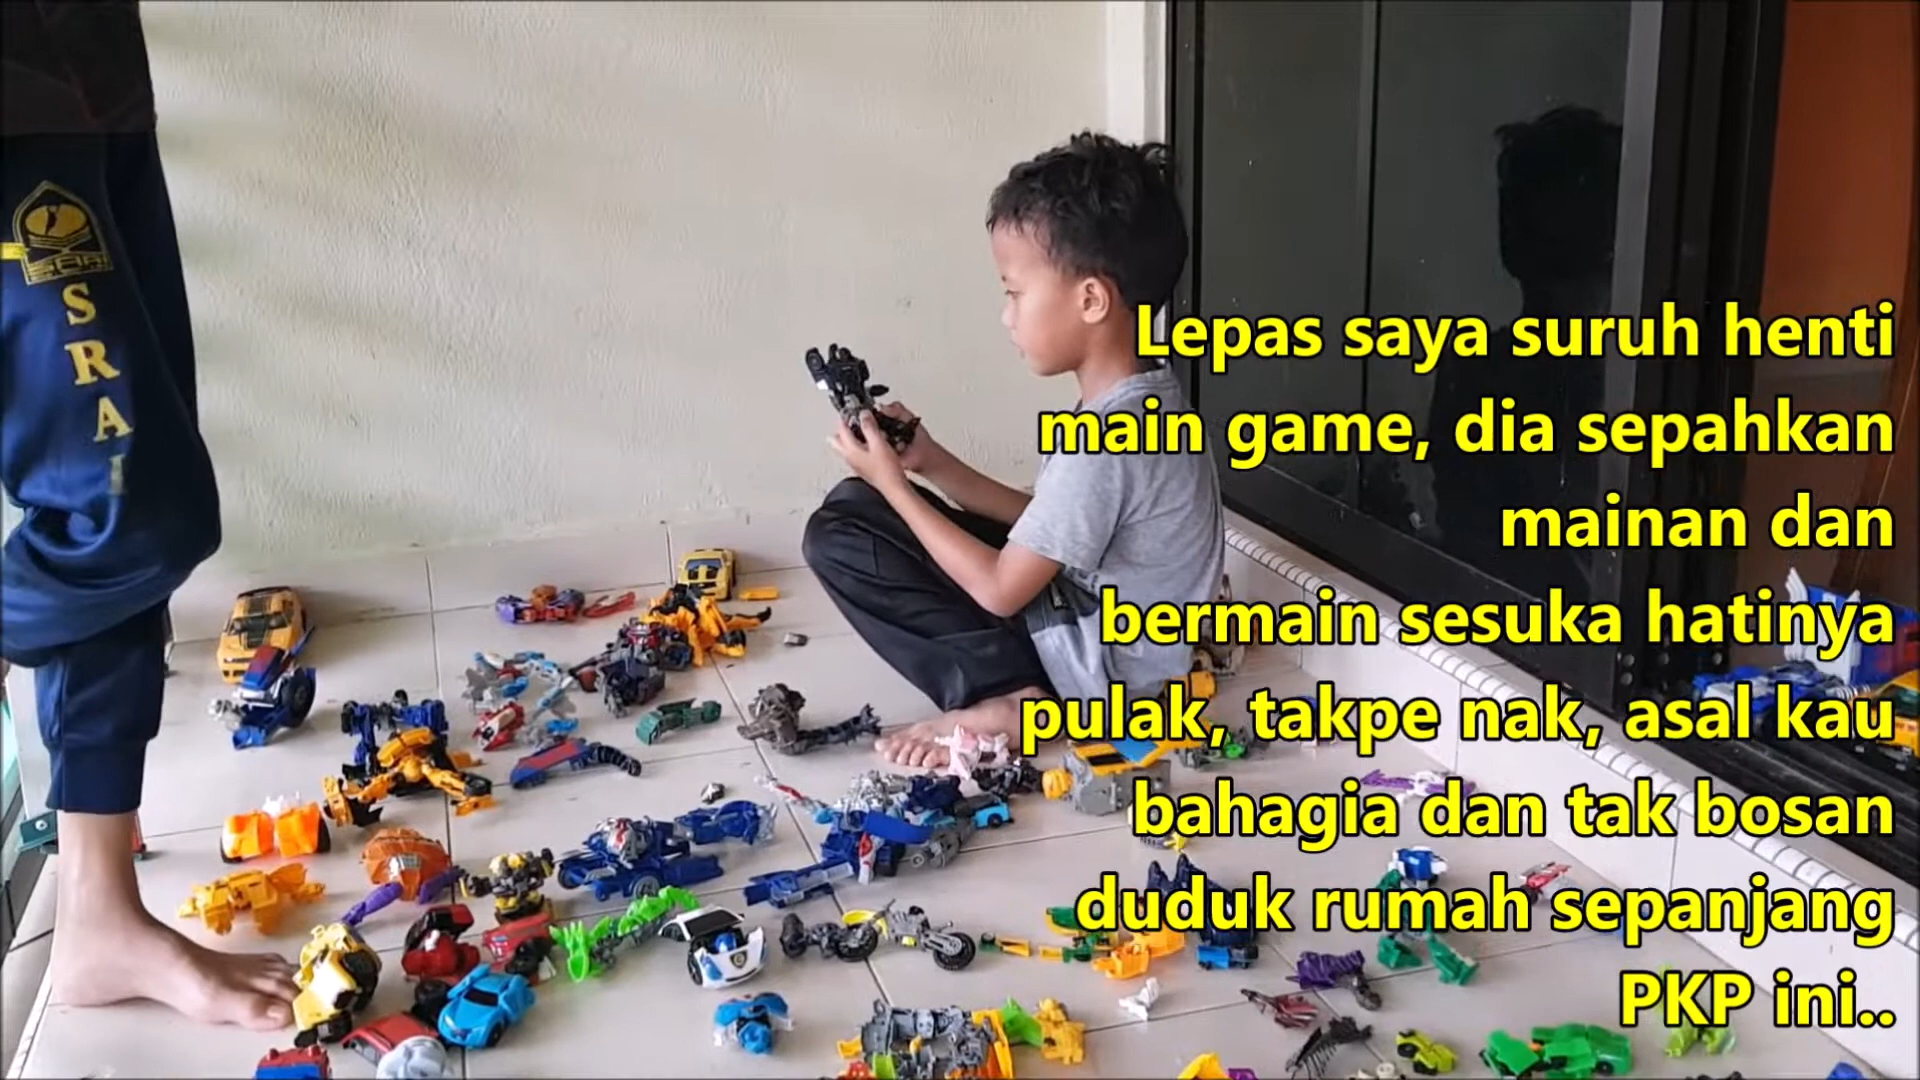 S
R
A
I
Lepas saya suruh henti
main game, dia sepahkan
mainan dan
bermain sesuka hatinya
pulak, takpe nak, asal kau
bahagia dan tak bosan
duduk rumah sepanjang
PKP ini..